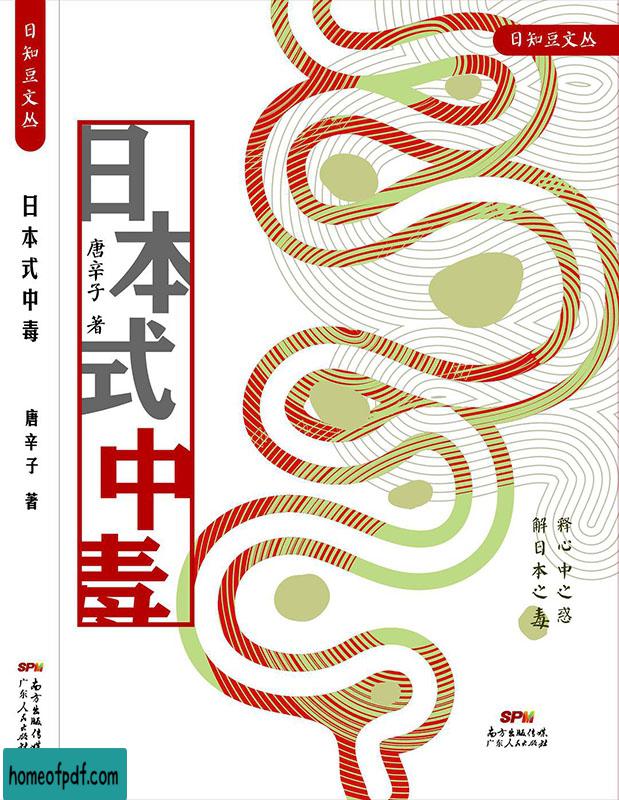 日知豆文丛
日本式中毒
唐辛子 著
SPM
南方出版传媒
广东人民出版社
homeofpdf.com
日本式中毒
唐辛子 著
日知豆文丛
释心中之惑
解日本之毒
SPM
南方出版传媒
广东人民出版社